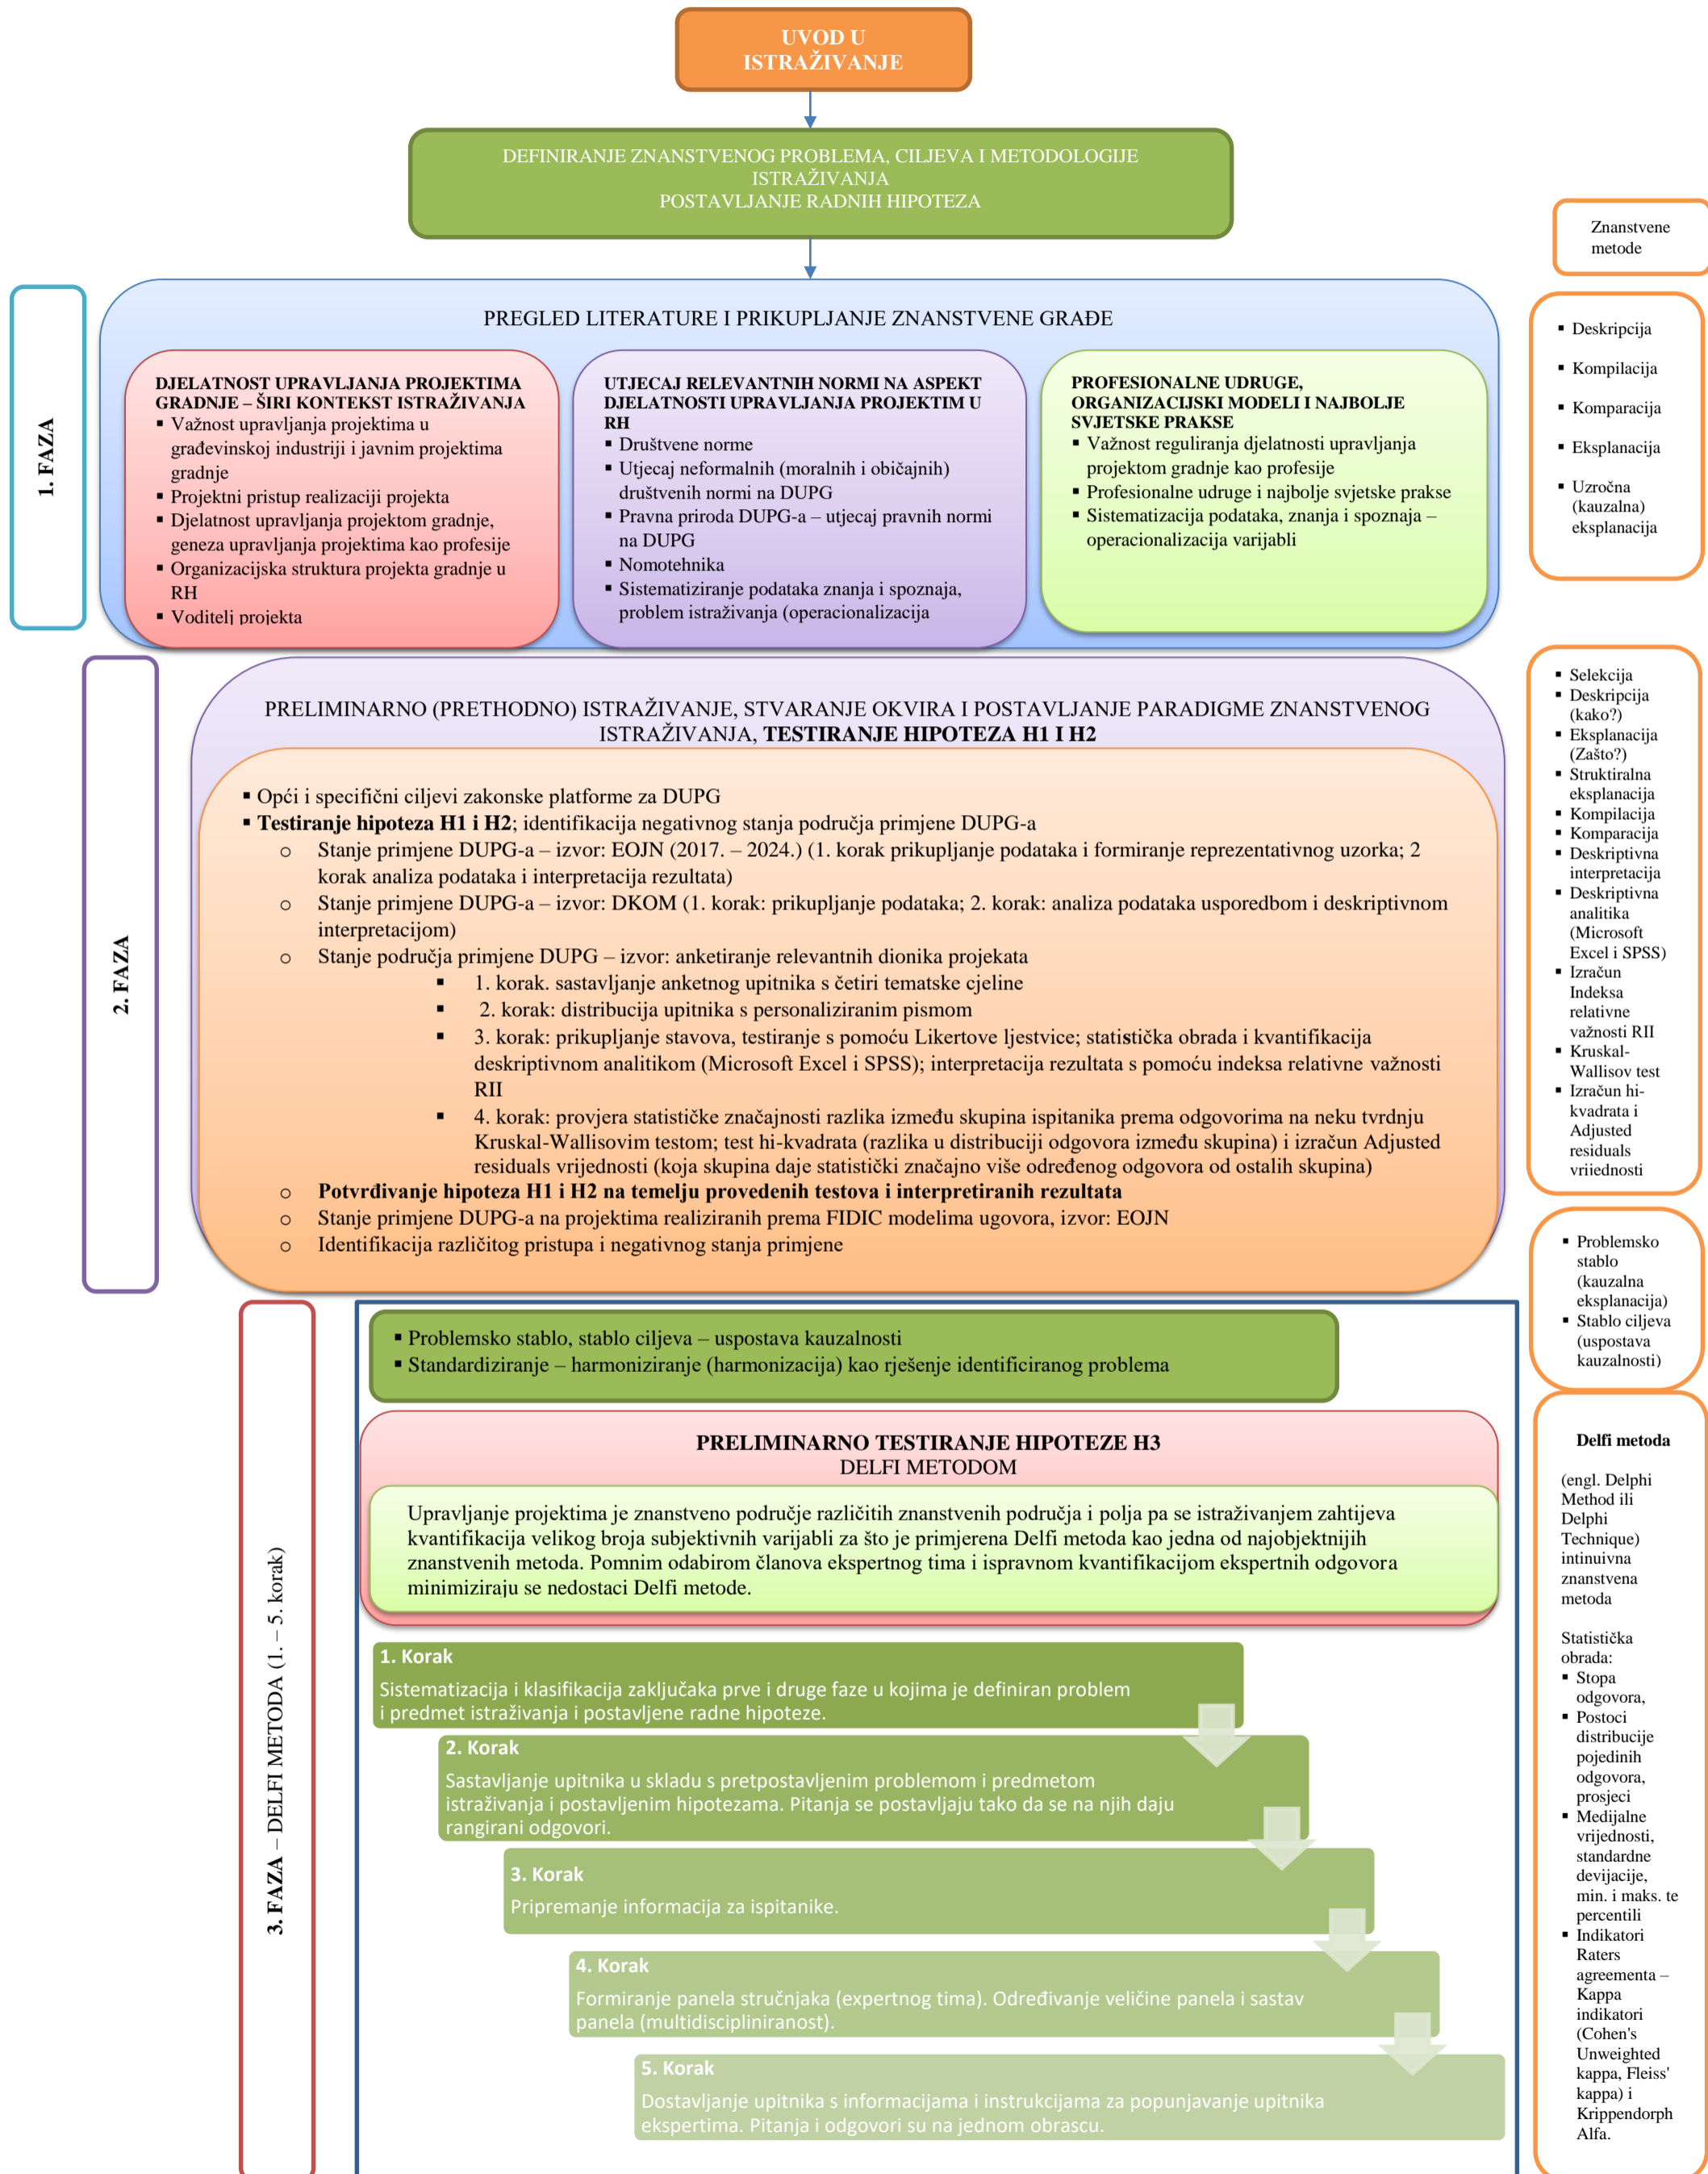 UVOD U
ISTRAŽIVANJE
DEFINIRANJE ZNANSTVENOG PROBLEMA, CILJEVA I METODOLOGIJE
ISTRAŽIVANJA
POSTAVLJANJE RADNIH HIPOTEZA
Znanstvene
metode
1. FAZA
PREGLED LITERATURE I PRIKUPLJANJE ZNANSTVENE GRAĐE
DJELATNOST UPRAVLJANJA PROJEKTIMA
GRADNJE – ŠIRI KONTEKST ISTRAŽIVANJA
▪ Važnost upravljanja projektima u
građevinskoj industriji i javnim projektima
gradnje
▪ Projektni pristup realizaciji projekta
▪ Djelatnost upravljanja projektom gradnje,
geneza upravljanja projektima kao profesije
▪ Organizacijska struktura projekta gradnje u
RH
▪ Voditelj projekta
UTJECAJ RELEVANTNIH NORMI NA ASPEKT
DJELATNOSTI UPRAVLJANJA PROJEKTIM U
RH
▪ Društvene norme
▪ Utjecaj neformalnih (moralnih i običajnih)
društvenih normi na DUPG
▪ Pravna priroda DUPG-a – utjecaj pravnih normi
na DUPG
▪ Nomotehnika
▪ Sistematiziranje podataka znanja i spoznaja,
problem istraživanja (operacionalizacija
PROFESIONALNE UDRUGE,
ORGANIZACIJSKI MODELI I NAJBOLJE
SVJETSKE PRAKSE
▪ Važnost reguliranja djelatnosti upravljanja
projektom gradnje kao profesije
▪ Profesionalne udruge i najbolje svjetske prakse
▪ Sistematizacija podataka, znanja i spoznaja –
operacionalizacija varijabli
▪ Deskripcija
▪ Kompilacija
▪ Komparacija
▪ Eksplanacija
▪ Uzročna
(kauzalna)
eksplanacija
2. FAZA
PRELIMINARNO (PRETHODNO) ISTRAŽIVANJE, STVARANJE OKVIRA I POSTAVLJANJE PARADIGME ZNANSTVENOG
ISTRAŽIVANJA, TESTIRANJE HIPOTEZA H1 I H2
▪ Opći i specifični ciljevi zakonske platforme za DUPG
▪ Testiranje hipoteza H1 i H2; identifikacija negativnog stanja područja primjene DUPG-a
o Stanje primjene DUPG-a – izvor: EOJN (2017. – 2024.) (1. korak prikupljanje podataka i formiranje reprezentativnog uzorka; 2
korak analiza podataka i interpretacija rezultata)
o Stanje primjene DUPG-a – izvor: DKOM (1. korak: prikupljanje podataka; 2. korak: analiza podataka usporedbom i deskriptivnom
interpretacijom)
o Stanje područja primjene DUPG – izvor: anketiranje relevantnih dionika projekata
▪ 1. korak. sastavljanje anketnog upitnika s četiri tematske cjeline
▪ 2. korak: distribucija upitnika s personaliziranim pismom
▪ 3. korak: prikupljanje stavova, testiranje s pomoću Likertove ljestvice; statistička obrada i kvantifikacija
deskriptivnom analitikom (Microsoft Excel i SPSS); interpretacija rezultata s pomoću indeksa relativne važnosti
RII
▪ 4. korak: provjera statističke značajnosti razlika između skupina ispitanika prema odgovorima na neku tvrdnju
Kruskal-Wallisovim testom; test hi-kvadrata (razlika u distribuciji odgovora između skupina) i izračun Adjusted
residuals vrijednosti (koja skupina daje statistički značajno više određenog odgovora od ostalih skupina)
o Potvrđivanje hipoteza H1 i H2 na temelju provedenih testova i interpretiranih rezultata
o Stanje primjene DUPG-a na projektima realiziranih prema FIDIC modelima ugovora, izvor: EOJN
o Identifikacija različitog pristupa i negativnog stanja primjene
▪ Selekcija
▪ Deskripcija
(kako?)
▪ Eksplanacija
(Zašto?)
▪ Struktiralna
eksplanacija
▪ Kompilacija
▪ Komparacija
▪ Deskriptivna
interpretacija
▪ Deskriptivna
analitika
(Microsoft
Excel i SPSS)
▪ Izračun
Indeksa
relativne
važnosti RII
▪ Kruskal-
Wallisov test
▪ Izračun hi-
kvadrata i
Adjusted
residuals
vrijednosti
▪ Problemsko
stablo
(kauzalna
eksplanacija)
▪ Stablo ciljeva
(uspostava
kauzalnosti)
3. FAZA – DELFI METODA (1. – 5. korak)
▪ Problemsko stablo, stablo ciljeva – uspostava kauzalnosti
▪ Standardiziranje – harmoniziranje (harmonizacija) kao rješenje identificiranog problema
PRELIMINARNO TESTIRANJE HIPOTEZE H3
DELFI METODOM
Upravljanje projektima je znanstveno područje različitih znanstvenih područja i polja pa se istraživanjem zahtijeva
kvantifikacija velikog broja subjektivnih varijabli za što je primjerena Delfi metoda kao jedna od najobjektnijih
znanstvenih metoda. Pomnim odabirom članova ekspertnog tima i ispravnom kvantifikacijom ekspertnih odgovora
minimiziraju se nedostaci Delfi metode.
1. Korak
Sistematizacija i klasifikacija zaključaka prve i druge faze u kojima je definiran problem
i predmet istraživanja i postavljene radne hipoteze.
2. Korak
Sastavljanje upitnika u skladu s pretpostavljenim problemom i predmetom
istraživanja i postavljenim hipotezama. Pitanja se postavljaju tako da se na njih daju
rangirani odgovori.
3. Korak
Pripremanje informacija za ispitanike.
4. Korak
Formiranje panela stručnjaka (expertnog tima). Određivanje veličine panela i sastav
panela (multidiscipliniranost).
5. Korak
Dostavljanje upitnika s informacijama i instrukcijama za popunjavanje upitnika
ekspertima. Pitanja i odgovori su na jednom obrascu.
Delfi metoda
(engl. Delphi
Method ili
Delphi
Technique)
intinuivna
znanstvena
metoda
Statistička
obrada:
▪ Stopa
odgovora,
▪ Postoci
distribucije
pojedinih
odgovora,
prosjeci
▪ Medijalne
vrijednosti,
standardne
devijacije,
min. i maks. te
percentili
▪ Indikatori
Raters
agreementa –
Kappa
indikatori
(Cohen's
Unweighted
kappa, Fleiss'
kappa) i
Krippendorph
Alfa.